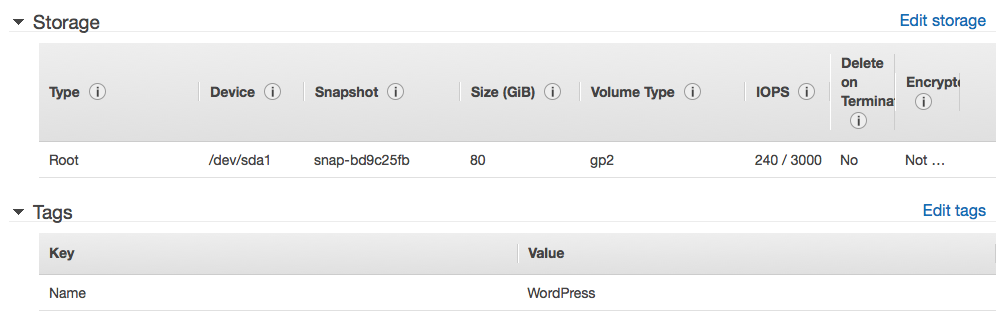 Storage Edit storage
Type Device Snapshot Size (GiB) Volume Type IOPS Delete on Termina Encrypte
Root /dev/sda1 snap-bd9c25fb 80 gp2 240 / 3000 No Not ...
Tags Edit tags
Key Value
Name WordPress